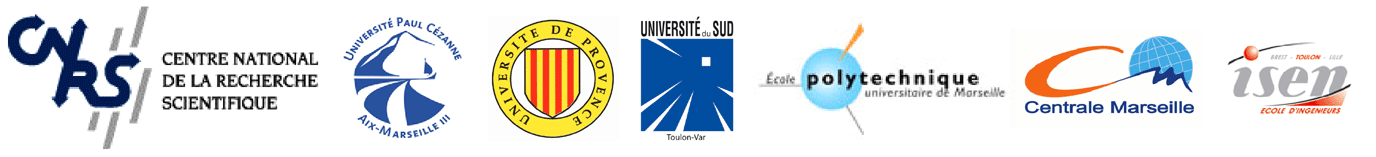 CNRS
CENTRE NATIONAL
DE LA RECHERCHE
SCIENTIFIQUE
UNIVERSITÉ PAUL CÉZANNE
AIX-MARSEILLE III
UNIVERSITE DE PROVENCE
UNIVERSITÉ du SUD
Toulon-Var
École polytechnique
universitaire de Marseille
Centrale Marseille
BREST - TOULON - LILLE
isen
ECOLE D'INGENIEURS